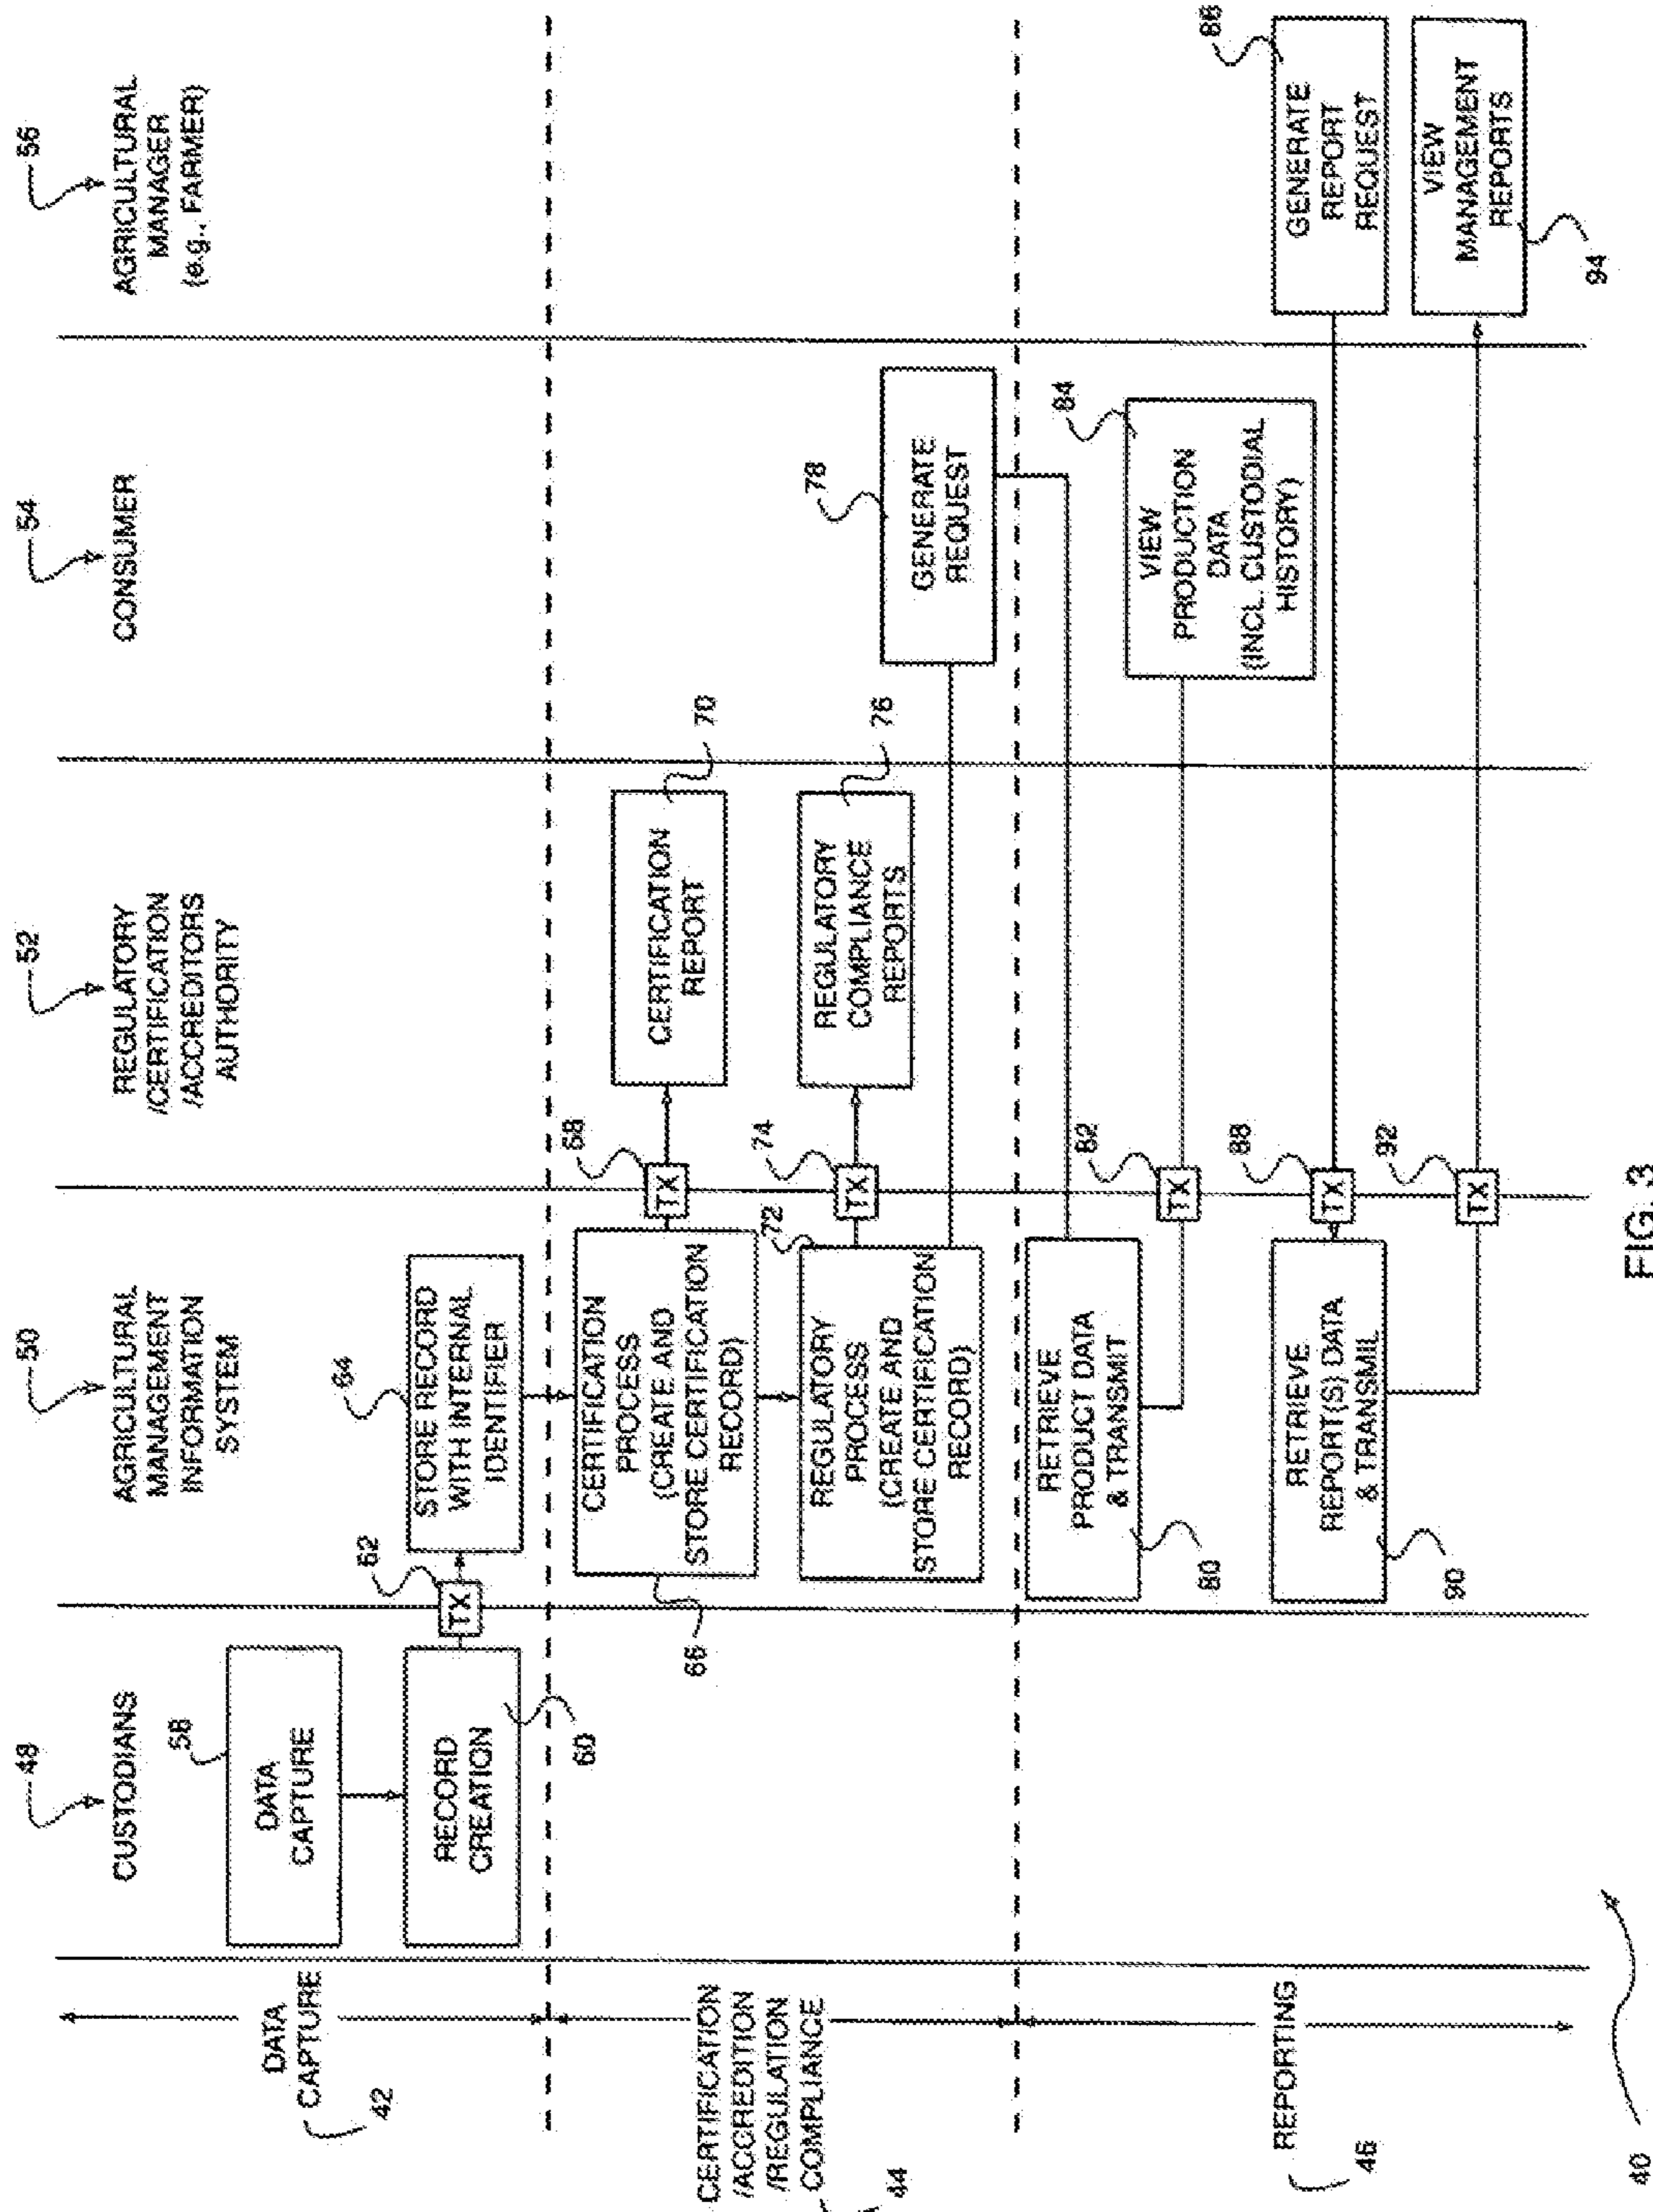 48
CUSTODIANS
50
AGRICULTURAL
MANAGEMENT
INFORMATION
SYSTEM
52
REGULATORY
/CERTIFICATION
/ACCREDITORS
AUTHORITY
54
CONSUMER
56
AGRICULTURAL
MANAGER
(e.g., FARMER)
DATA
CAPTURE
42
58
DATA
CAPTURE
RECORD
CREATION
60
62
TX
64
STORE RECORD
WITH INTERNAL
IDENTIFIER
CERTIFICATION
/ACCREDITION
/REGULATION
COMPLIANCE
44
66
CERTIFICATION
PROCESS
(CREATE AND
STORE CERTIFICATION
RECORD)
68
TX
CERTIFICATION
REPORT
70
72
REGULATORY
PROCESS
(CREATE AND
STORE CERTIFICATION
RECORD)
74
TX
REGULATORY
COMPLIANCE
REPORTS
76
78
GENERATE
REQUEST
REPORTING
46
RETRIEVE
PRODUCT DATA
& TRANSMIT
80
82
TX
84
VIEW
PRODUCTION
DATA
(INCL. CUSTODIAL
HISTORY)
86
GENERATE
REPORT
REQUEST
88
TX
RETRIEVE
REPORT(S) DATA
& TRANSMIL
90
92
TX
VIEW
MANAGEMENT
REPORTS
94
40
FIG. 3